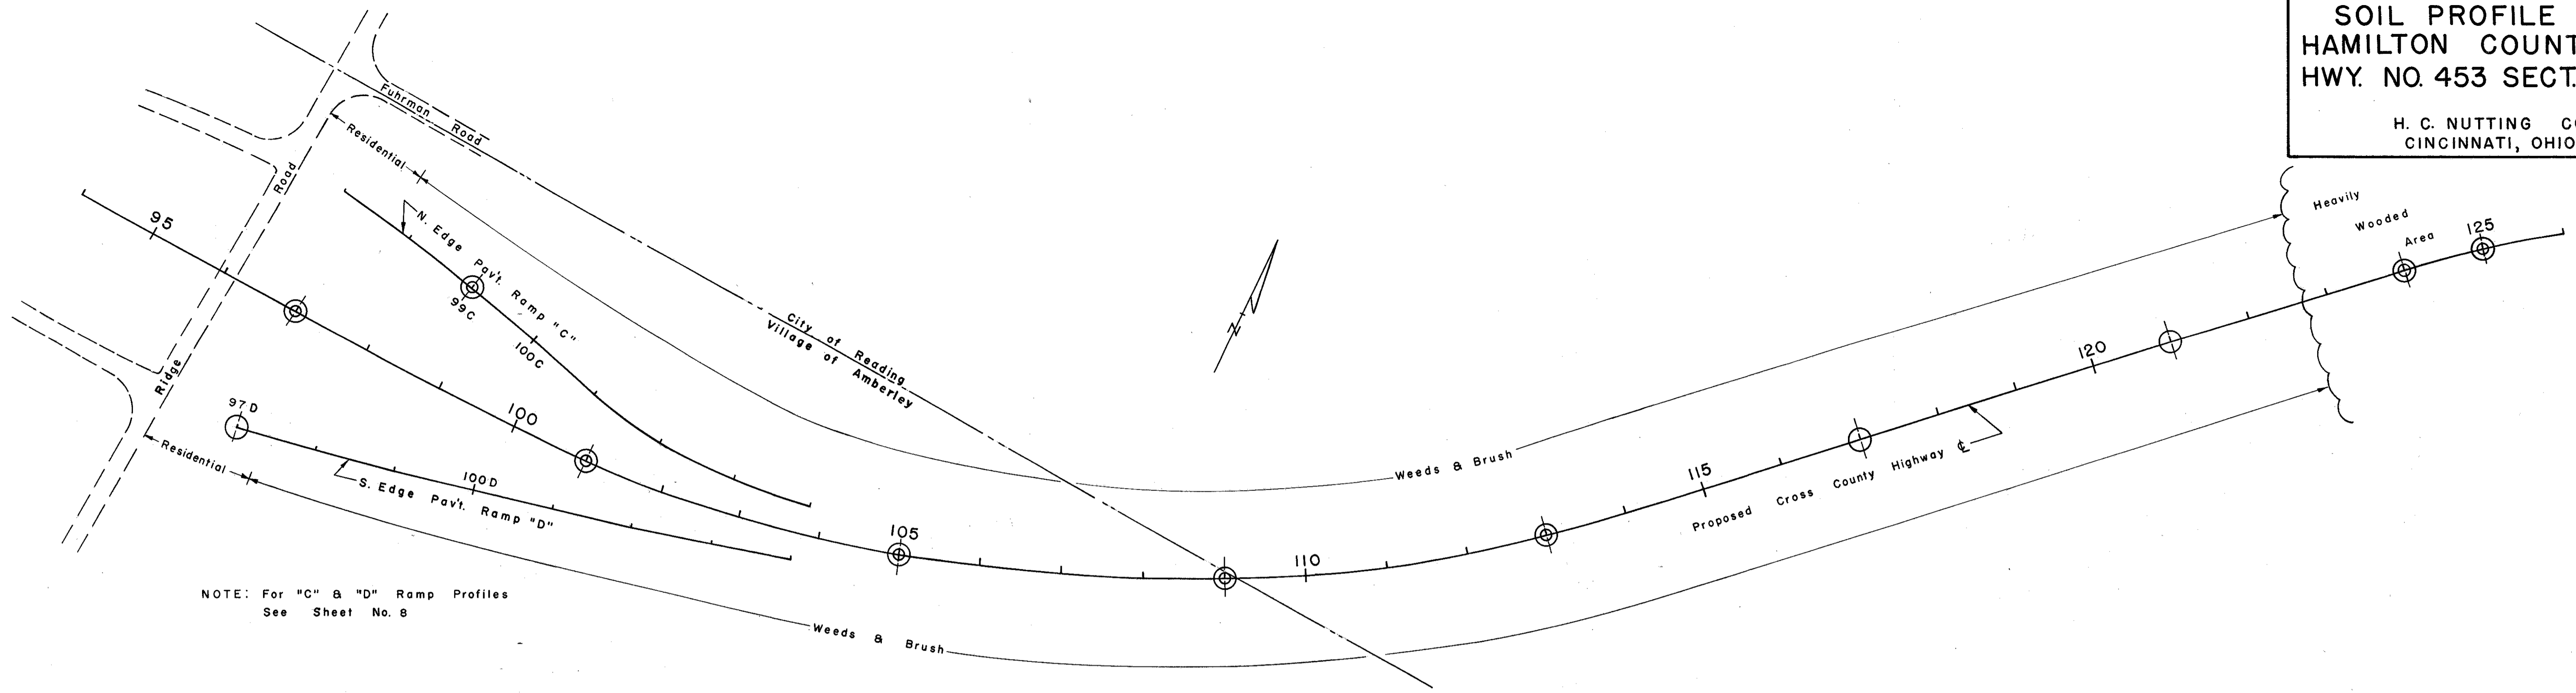 SOIL PROFILE
HAMILTON COUNT
HWY. NO. 453 SECT.
H. C. NUTTING CO
CINCINNATI, OHIO
Fuhrman Road
Residential
Road
Ridge
95
N. Edge Pav't. Ramp "C"
99C
100C
City of Reading
Village of Amberley
N
Heavily
Wooded
Area
125
120
115
110
105
100
97D
Residential
100D
S. Edge Pav't. Ramp "D"
Weeds & Brush
Proposed Cross County Highway ℄
Weeds & Brush
NOTE: For "C" & "D" Ramp Profiles
See Sheet No. 8